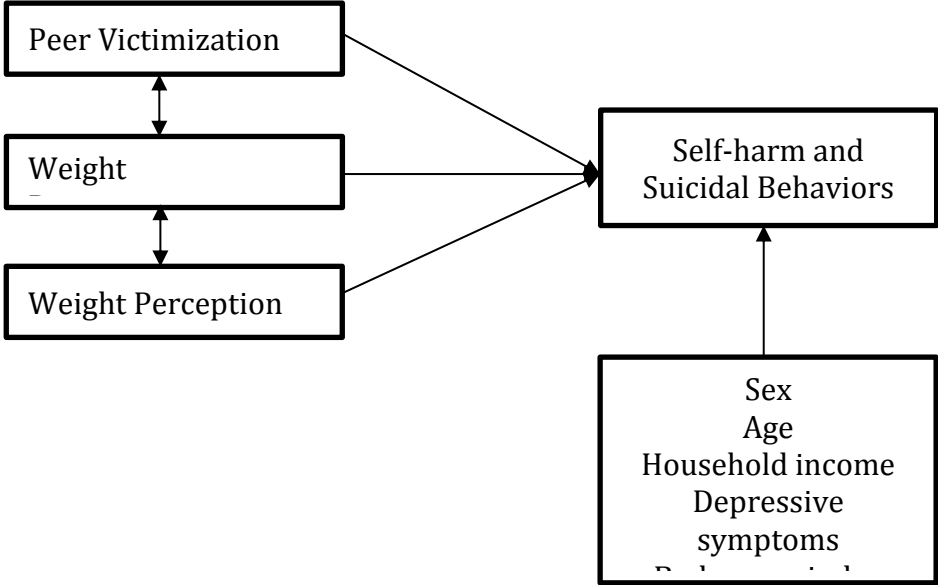 Peer Victimization
Weight
Weight Perception
Self-harm and
Suicidal Behaviors
Sex
Age
Household income
Depressive
symptoms